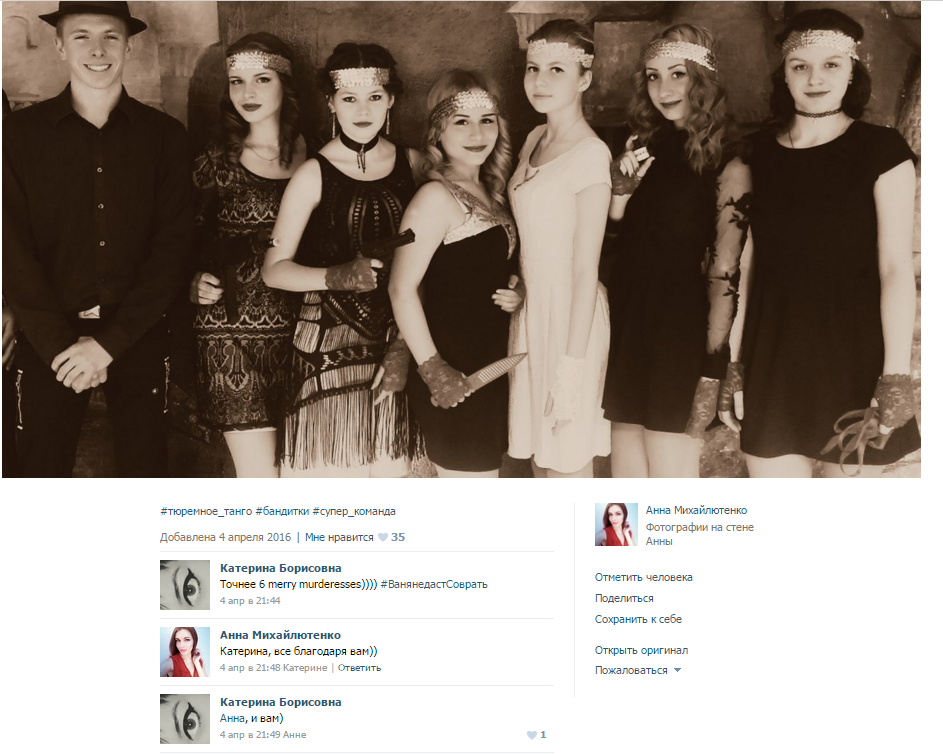 #тюремное_танго #бандитки #супер_команда
Добавлена 4 апреля 2016 | Мне нравится 35
Катерина Борисовна
Точнее 6 merry murderesses)))) #ВанянедастСоврать
4 апр в 21:44
Анна Михайлютенко
Катерина, все благодаря вам))
4 апр в 21:48 Катерине | Ответить
Катерина Борисовна
Анна, и вам)
4 апр в 21:49 Анне
1
Анна Михайлютенко
Фотографии на стене
Анны
Отметить человека
Поделиться
Сохранить к себе
Открыть оригинал
Пожаловаться